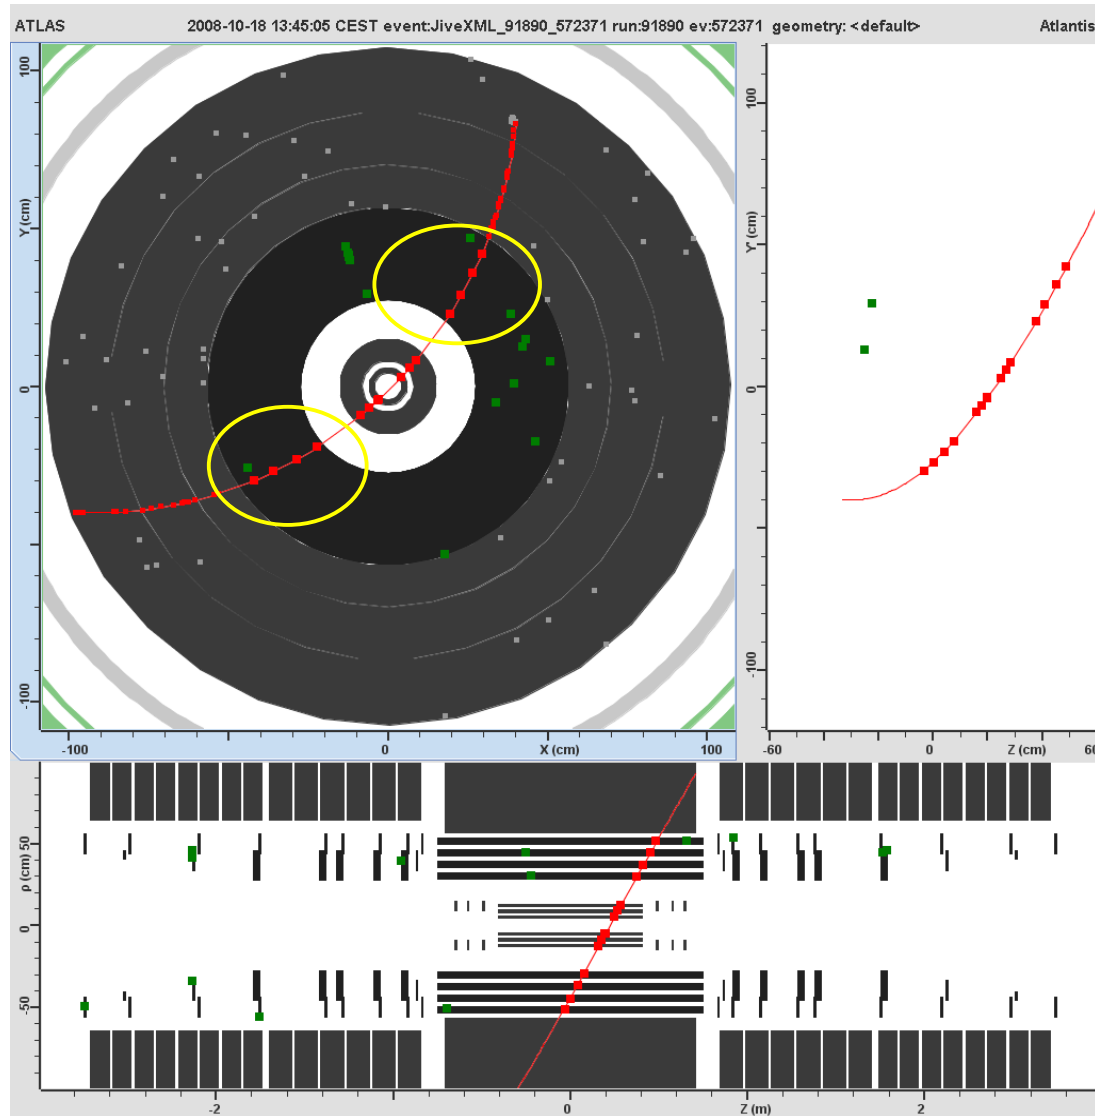 ATLAS 2008-10-18 13:45:05 CEST event:JiveXML_91890_572371 run:91890 ev:572371 geometry: <default> Atlantis
100
Y (cm)
0
-100
-100 0 X (cm) 100
100
Y' (cm)
0
-100
-60 0 Z (cm) 60
50
ρ (cm)
0
-50
-2 0 Z (m) 2